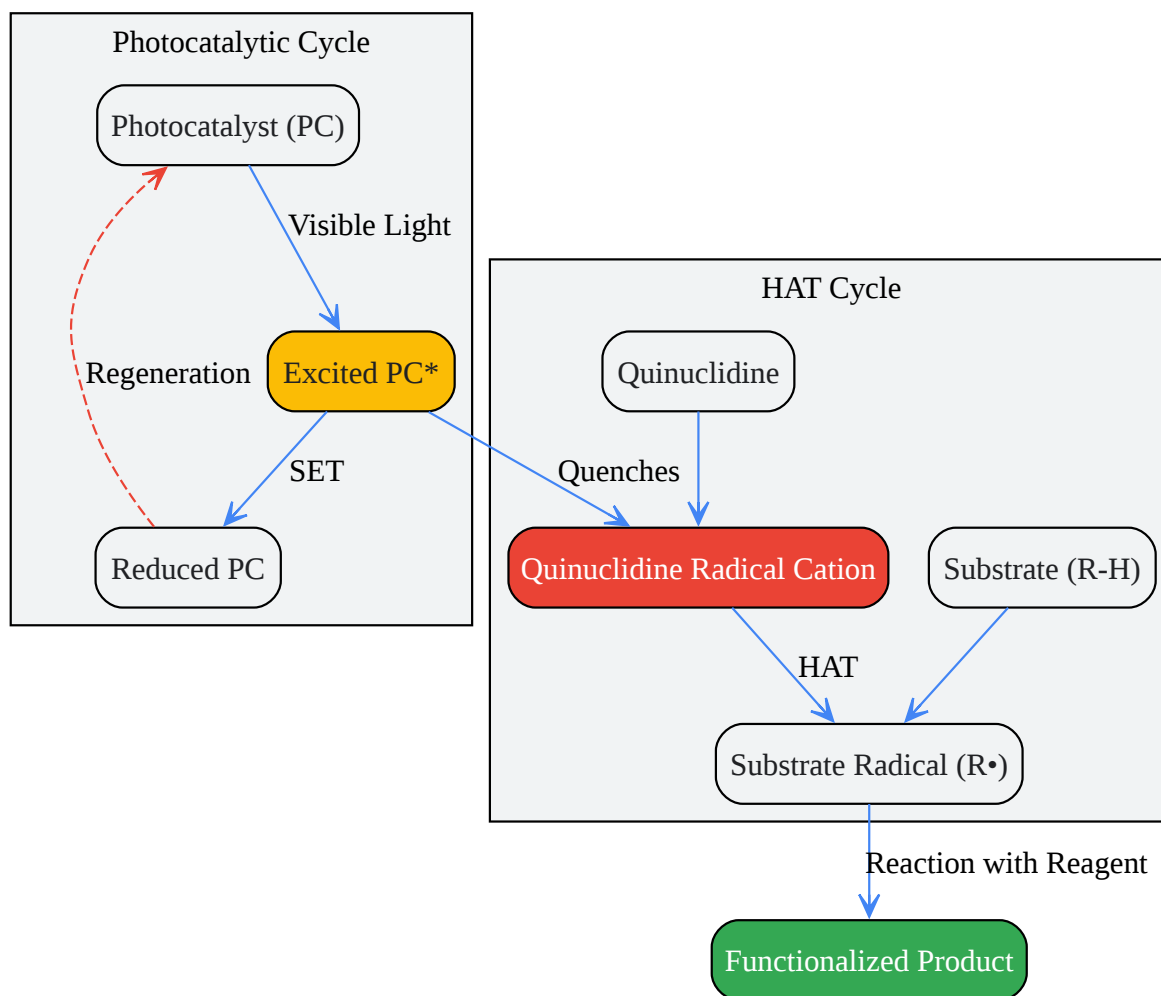 Photocatalytic Cycle
Photocatalyst (PC)
Visible Light
HAT Cycle
Regeneration
Excited PC*
Quinuclidine
SET
Quenches
Reduced PC
Quinuclidine Radical Cation
Substrate (R-H)
HAT
Substrate Radical (R•)
Reaction with Reagent
Functionalized Product